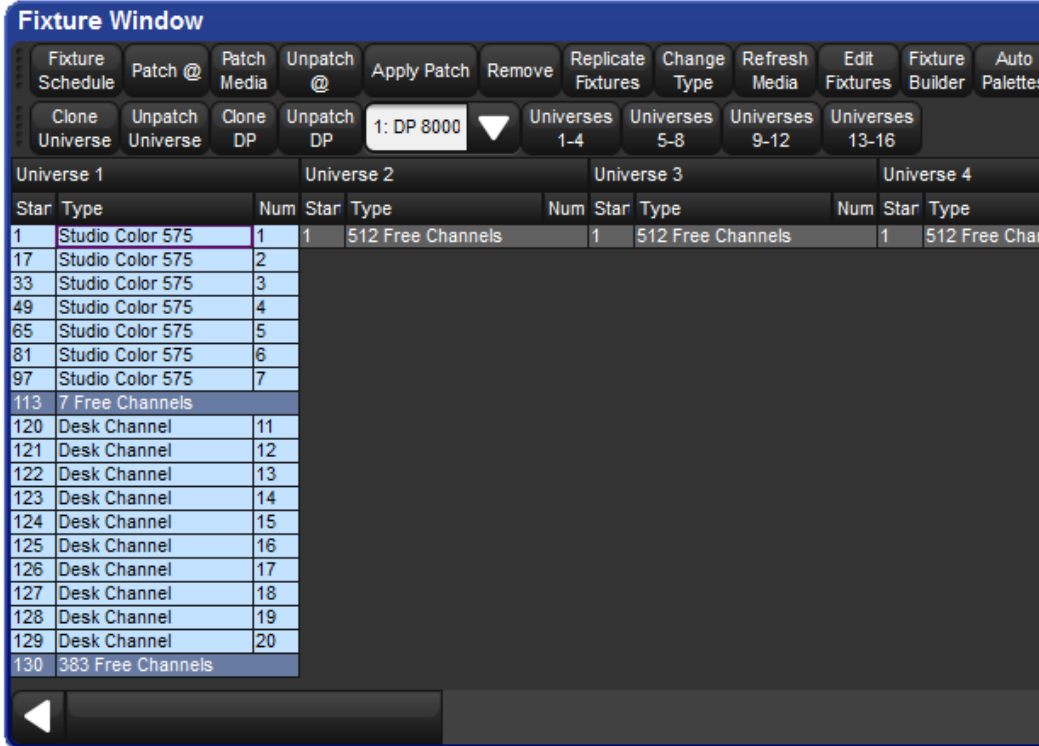 Fixture Window
Fixture Schedule Patch @ Patch Media Unpatch @ Apply Patch Remove Replicate Fixtures Change Type Refresh Media Edit Fixtures Fixture Builder Auto Palettes
Clone Universe Unpatch Universe Clone DP Unpatch DP 1: DP 8000 Universes 1-4 Universes 5-8 Universes 9-12 Universes 13-16
Universe 1 Universe 2 Universe 3 Universe 4
Star Type Num Star Type Num Star Type Num Star Type
1 Studio Color 575 1 1 512 Free Channels 1 512 Free Channels 1 512 Free Char
17 Studio Color 575 2
33 Studio Color 575 3
49 Studio Color 575 4
65 Studio Color 575 5
81 Studio Color 575 6
97 Studio Color 575 7
113 7 Free Channels
120 Desk Channel 11
121 Desk Channel 12
122 Desk Channel 13
123 Desk Channel 14
124 Desk Channel 15
125 Desk Channel 16
126 Desk Channel 17
127 Desk Channel 18
128 Desk Channel 19
129 Desk Channel 20
130 383 Free Channels